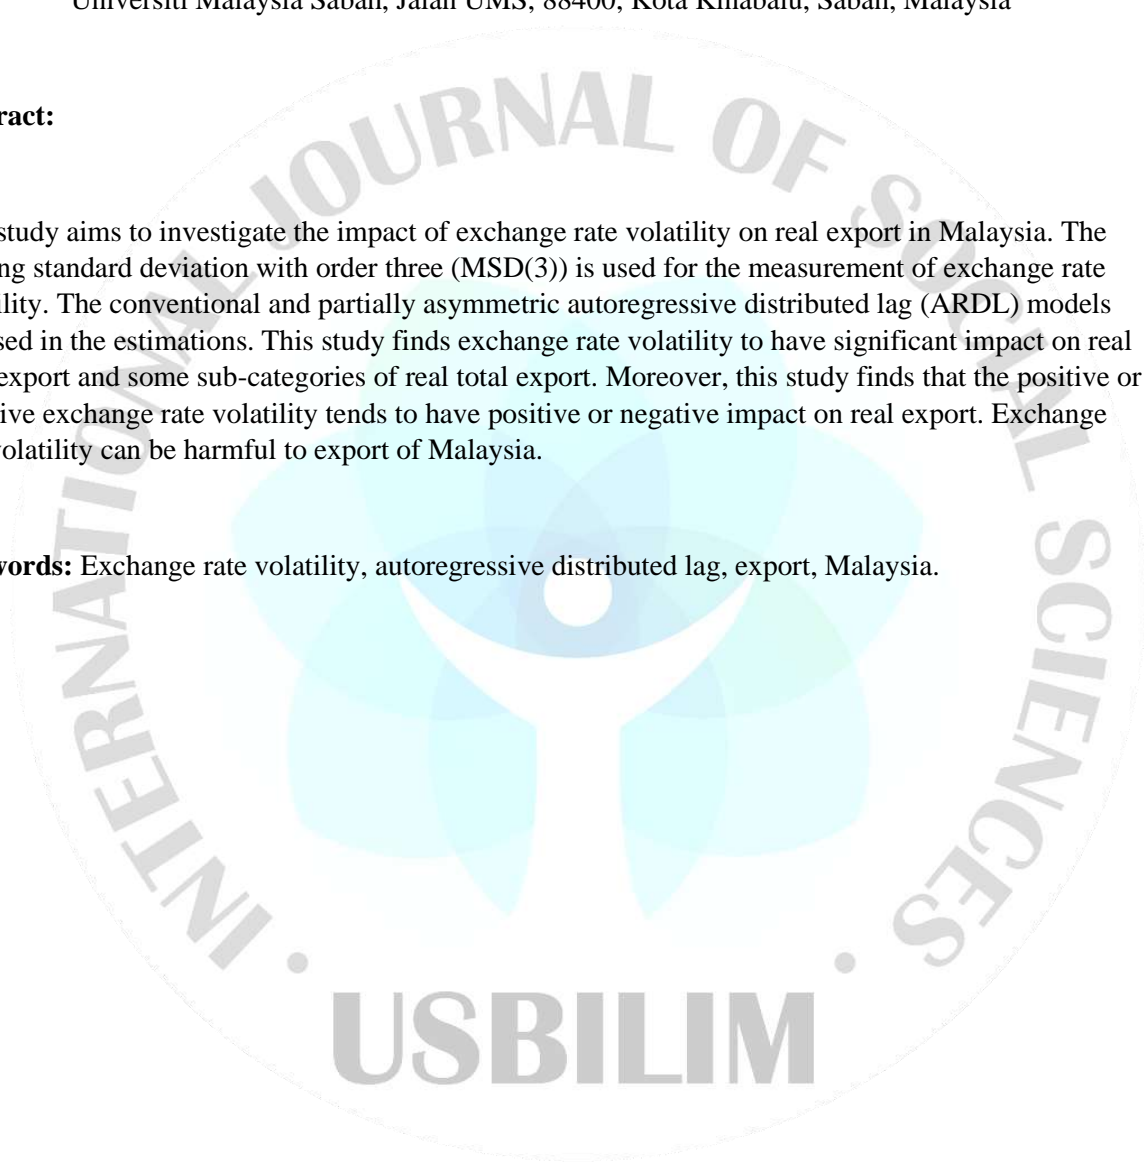 Universiti Malaysia Sabah, Jalan UMS, 88400, Kota Kinabalu, Sabah, Malaysia
ract:
study aims to investigate the impact of exchange rate volatility on real export in Malaysia. The
ng standard deviation with order three (MSD(3)) is used for the measurement of exchange rate
ility. The conventional and partially asymmetric autoregressive distributed lag (ARDL) models
sed in the estimations. This study finds exchange rate volatility to have significant impact on real
export and some sub-categories of real total export. Moreover, this study finds that the positive or
ive exchange rate volatility tends to have positive or negative impact on real export. Exchange
volatility can be harmful to export of Malaysia.
words: Exchange rate volatility, autoregressive distributed lag, export, Malaysia.
INTERNATIONAL JOURNAL OF SOCIAL SCIENCES
USBILIM